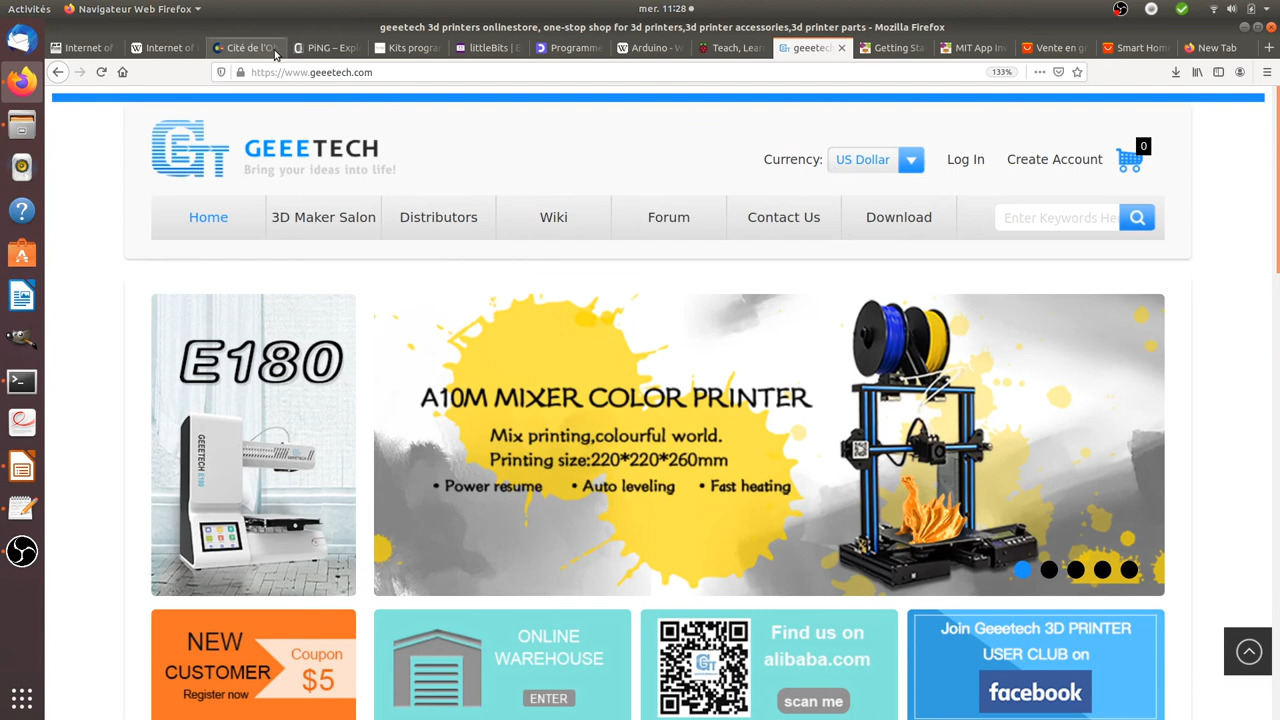 Activités
Navigateur Web Firefox
mer. 11:28
geeetech 3d printers onlinestore, one-stop shop for 3d printers,3d printer accessories,3d printer parts - Mozilla Firefox
Internet of
Internet of
Cité de l'O
PiNG – Expl
Kits progra
littleBits | E
Programme
Arduino - W
Teach, Lear
geeetech
Getting Sta
MIT App Inv
Vente en gr
Smart Hom
New Tab
https://www.geeetech.com
133%
GT
GEEETECH
Bring your ideas into life!
Currency:
US Dollar
Log In
Create Account
0
Home
3D Maker Salon
Distributors
Wiki
Forum
Contact Us
Download
Enter Keywords He
E180
GEEETECH E180
A10M MIXER COLOR PRINTER
Mix printing,colourful world.
Printing size:220*220*260mm
• Power resume • Auto leveling • Fast heating
NEW
CUSTOMER
Register now
Coupon
$5
ONLINE
WAREHOUSE
ENTER
Find us on
alibaba.com
scan me
Join Geeetech 3D PRINTER
USER CLUB on
facebook